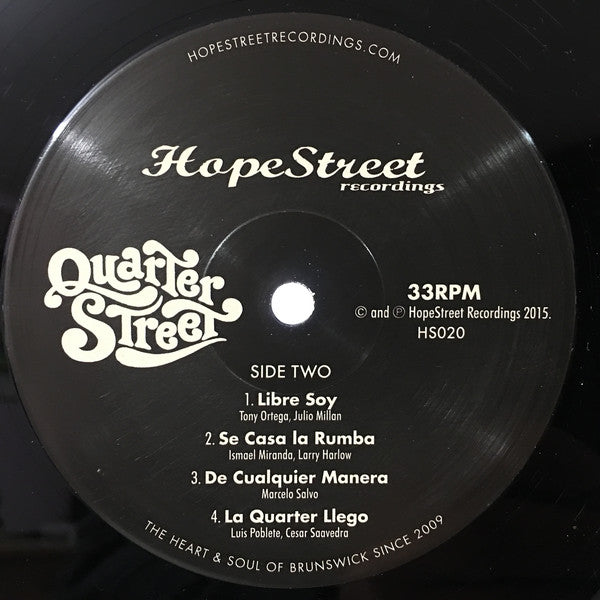 HOPESTREETRECORDINGS.COM
HopeStreet
recordings
Quarter
Street
33RPM
© and ℗ HopeStreet Recordings 2015.
HS020
SIDE TWO
1. Libre Soy
Tony Ortega, Julio Millan
2. Se Casa la Rumba
Ismael Miranda, Larry Harlow
3. De Cualquier Manera
Marcelo Salvo
4. La Quarter Llego
Luis Poblete, Cesar Saavedra
THE HEART & SOUL OF BRUNSWICK SINCE 2009